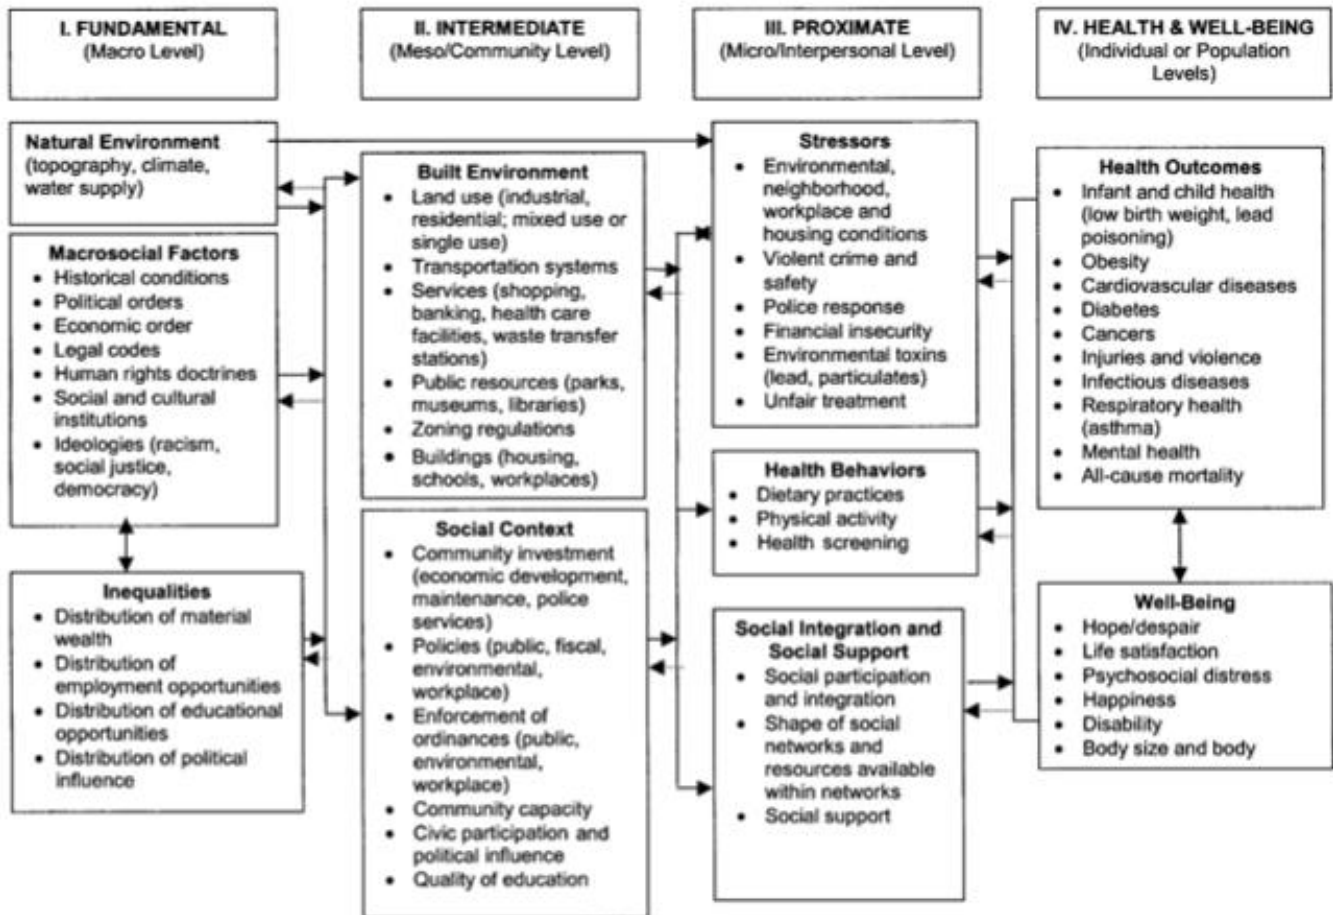 I. FUNDAMENTAL
(Macro Level)
II. INTERMEDIATE
(Meso/Community Level)
III. PROXIMATE
(Micro/Interpersonal Level)
IV. HEALTH & WELL-BEING
(Individual or Population
Levels)
Natural Environment
(topography, climate,
water supply)
Macrosocial Factors
• Historical conditions
• Political orders
• Economic order
• Legal codes
• Human rights doctrines
• Social and cultural
institutions
• Ideologies (racism,
social justice,
democracy)
Inequalities
• Distribution of material
wealth
• Distribution of
employment opportunities
• Distribution of educational
opportunities
• Distribution of political
influence
Built Environment
• Land use (industrial,
residential; mixed use or
single use)
• Transportation systems
• Services (shopping,
banking, health care
facilities, waste transfer
stations)
• Public resources (parks,
museums, libraries)
• Zoning regulations
• Buildings (housing,
schools, workplaces)
Social Context
• Community investment
(economic development,
maintenance, police
services)
• Policies (public, fiscal,
environmental,
workplace)
• Enforcement of
ordinances (public,
environmental,
workplace)
• Community capacity
• Civic participation and
political influence
• Quality of education
Stressors
• Environmental,
neighborhood,
workplace and
housing conditions
• Violent crime and
safety
• Police response
• Financial insecurity
• Environmental toxins
(lead, particulates)
• Unfair treatment
Health Behaviors
• Dietary practices
• Physical activity
• Health screening
Social Integration and
Social Support
• Social participation
and integration
• Shape of social
networks and
resources available
within networks
• Social support
Health Outcomes
• Infant and child health
(low birth weight, lead
poisoning)
• Obesity
• Cardiovascular diseases
• Diabetes
• Cancers
• Injuries and violence
• Infectious diseases
• Respiratory health
(asthma)
• Mental health
• All-cause mortality
Well-Being
• Hope/despair
• Life satisfaction
• Psychosocial distress
• Happiness
• Disability
• Body size and body